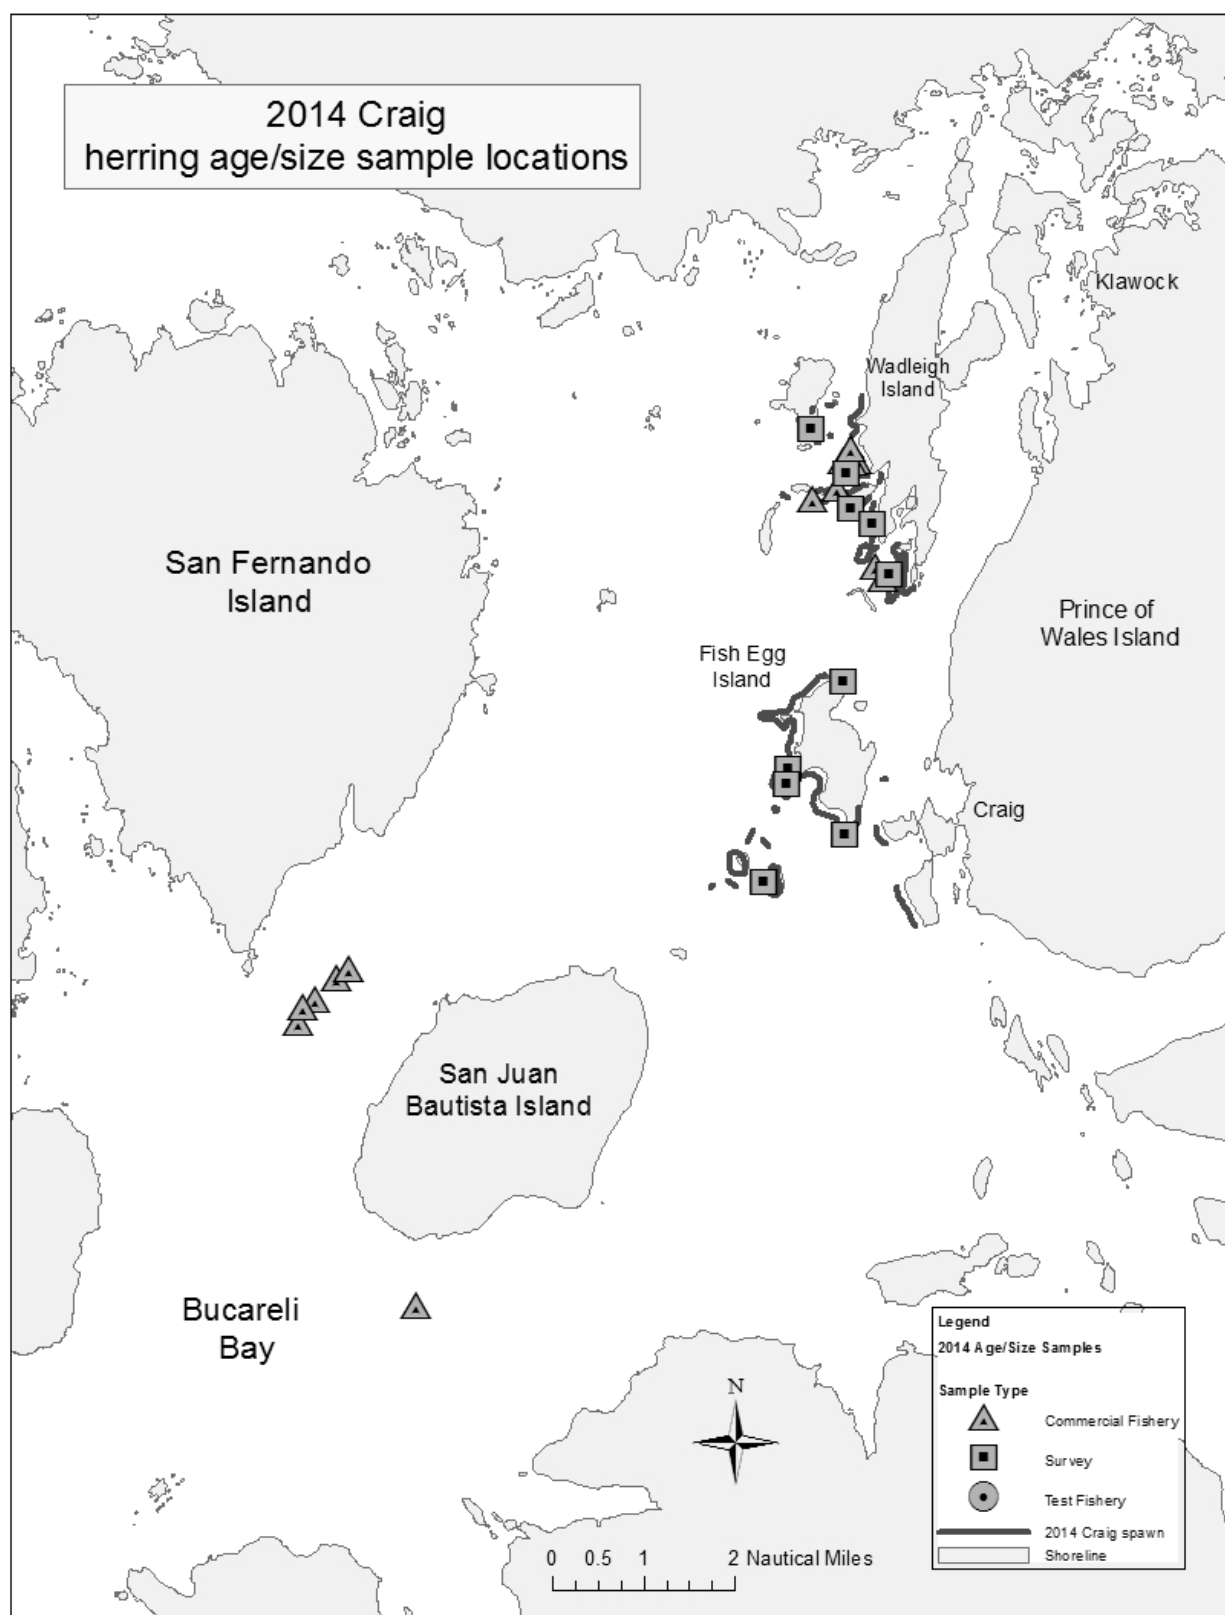 2014 Craig
herring age/size sample locations
Klawock
Wadleigh
Island
San Fernando
Island
Prince of
Wales Island
Fish Egg
Island
Craig
San Juan
Bautista Island
Bucareli
Bay
N
0 0.5 1 2 Nautical Miles
Legend
2014 Age/Size Samples
Sample Type
Commercial Fishery
Survey
Test Fishery
2014 Craig spawn
Shoreline